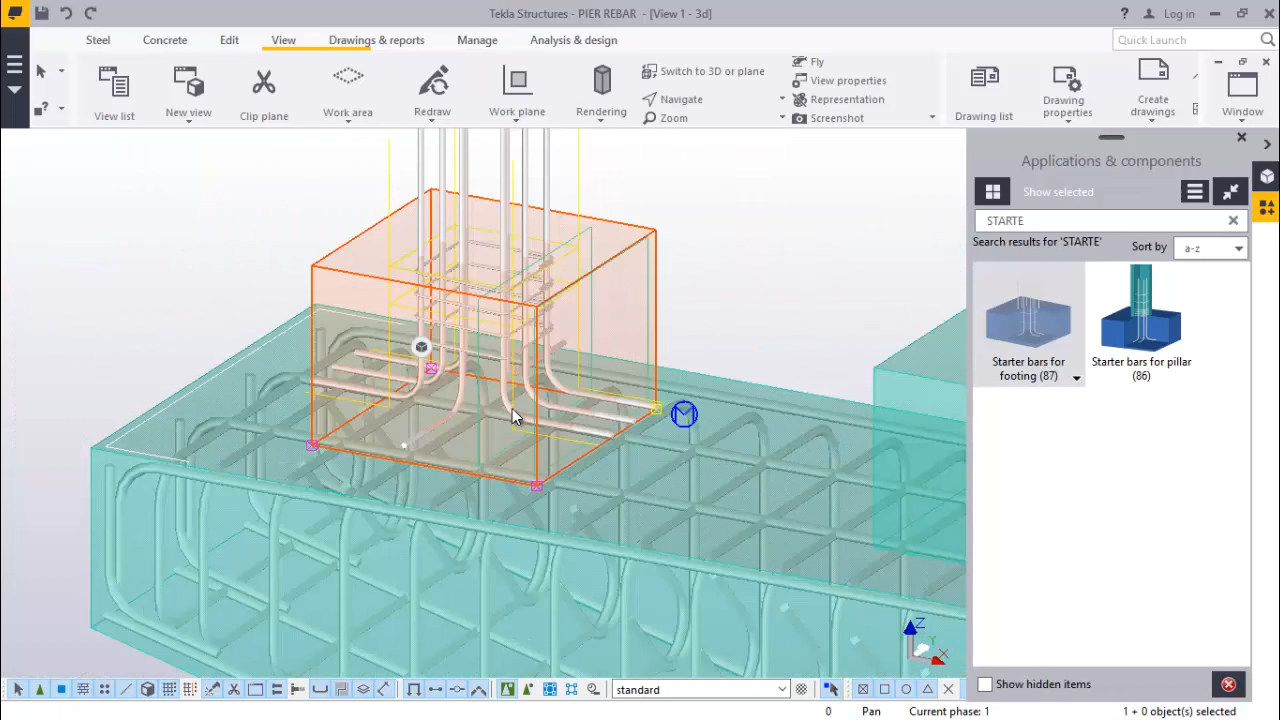 Tekla Structures - PIER REBAR - [View 1 - 3d]
? Log in
Steel Concrete Edit View Drawings & reports Manage Analysis & design
Quick Launch
View list
New view
Clip plane
Work area
Redraw
Work plane
Rendering
Switch to 3D or plane
Navigate
Zoom
Fly
View properties
Representation
Screenshot
Drawing list
Drawing properties
Create drawings
Window
Applications & components
Show selected
STARTE
Search results for 'STARTE'
Sort by a-z
Starter bars for
footing (87)
Starter bars for pillar
(86)
Z
Y
X
Show hidden items
standard
0 Pan Current phase: 1 1 + 0 object(s) selected